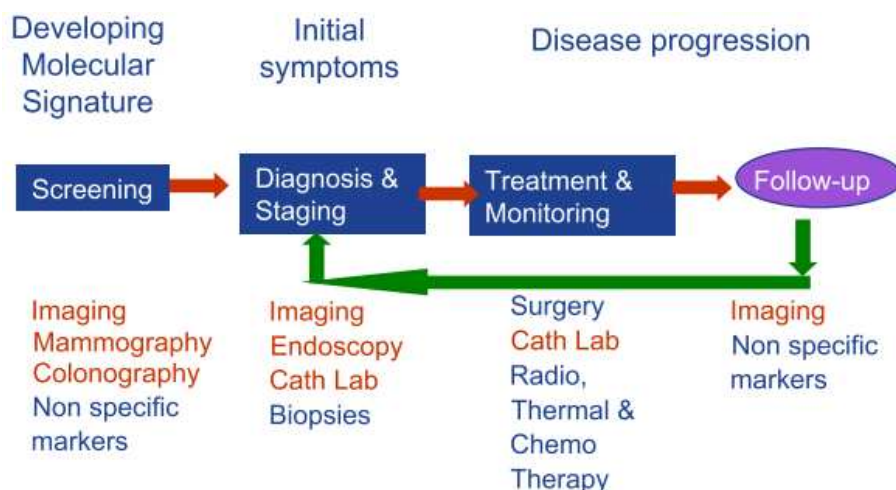 Developing
Molecular
Signature
Initial
symptoms
Disease progression
Screening
Diagnosis &
Staging
Treatment &
Monitoring
Follow-up
Imaging
Mammography
Colonography
Non specific
markers
Imaging
Endoscopy
Cath Lab
Biopsies
Surgery
Cath Lab
Radio,
Thermal &
Chemo
Therapy
Imaging
Non specific
markers